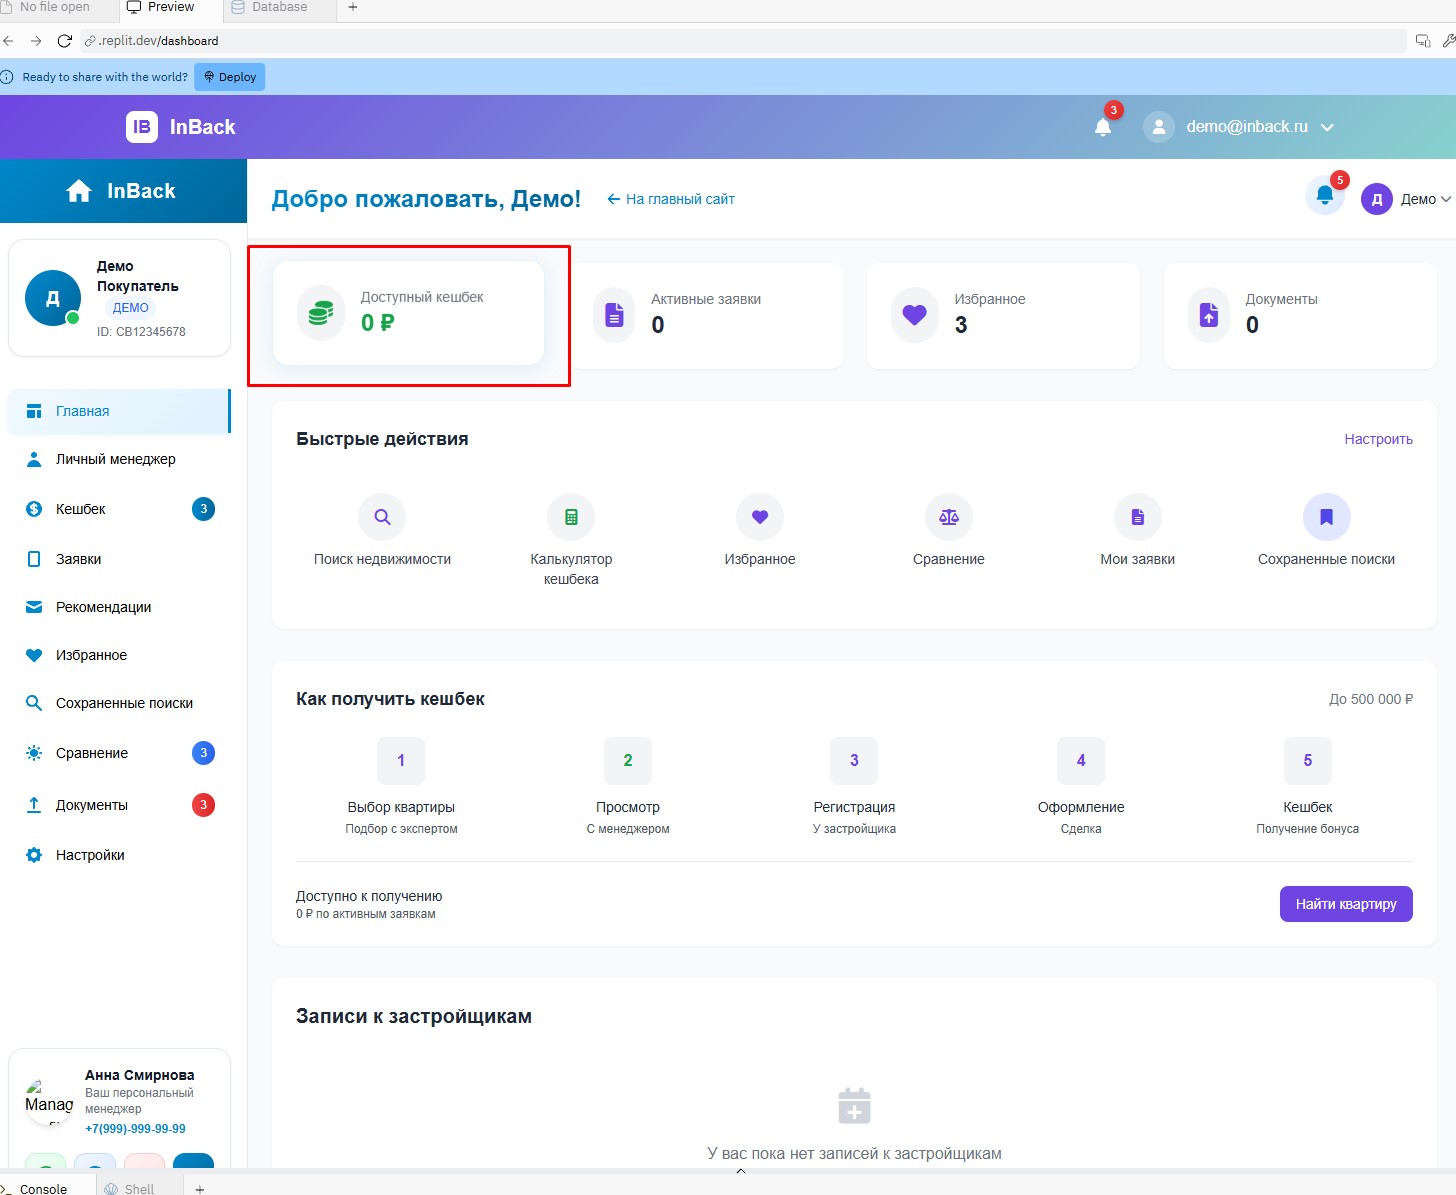 No file open
Preview
Database
.replit.dev/dashboard
Ready to share with the world?
Deploy
IB InBack
3
demo@inback.ru
InBack
Добро пожаловать, Демо!
На главный сайт
5
Д
Демо
Д
Демо
Покупатель
ДЕМО
ID: CB12345678
Доступный кешбек
0 ₽
Активные заявки
0
Избранное
3
Документы
0
Главная
Личный менеджер
Кешбек
3
Заявки
Рекомендации
Избранное
Сохраненные поиски
Сравнение
3
Документы
3
Настройки
Быстрые действия
Настроить
Поиск недвижимости
Калькулятор
кешбека
Избранное
Сравнение
Мои заявки
Сохраненные поиски
Как получить кешбек
До 500 000 ₽
1
Выбор квартиры
Подбор с экспертом
2
Просмотр
С менеджером
3
Регистрация
У застройщика
4
Оформление
Сделка
5
Кешбек
Получение бонуса
Доступно к получению
0 ₽ по активным заявкам
Найти квартиру
Записи к застройщикам
У вас пока нет записей к застройщикам
Manag
Анна Смирнова
Ваш персональный
менеджер
+7(999)-999-99-99
Console
Shell